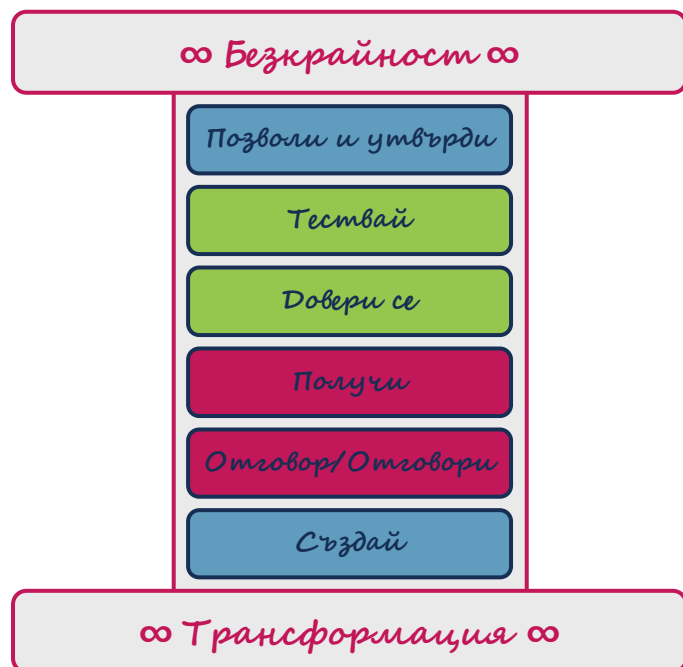 ∞ Безкрайност ∞
Позволи и утвърди
Тествай
Довери се
Получи
Отговор/Отговори
Създай
∞ Трансформация ∞